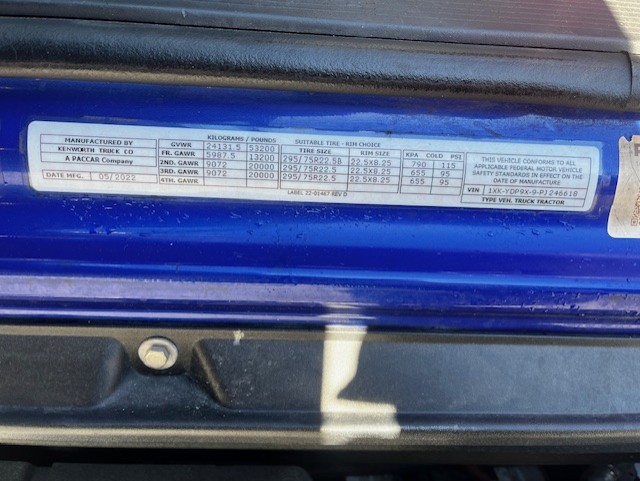 KILOGRAMS / POUNDS SUITABLE TIRE - RIM CHOICE
MANUFACTURED BY GVWR 24131.5 53200 TIRE SIZE RIM SIZE KPA COLD PSI THIS VEHICLE CONFORMS TO ALL
KENWORTH TRUCK CO FR. GAWR 5987.5 13200 295/75R22.5B 22.5X8.25 790 115 APPLICABLE FEDERAL MOTOR VEHICLE
A PACCAR Company 2ND. GAWR 9072 20000 295/75R22.5 22.5X8.25 655 95 SAFETY STANDARDS IN EFFECT ON THE
3RD. GAWR 9072 20000 295/75R22.5 22.5X8.25 655 95 DATE OF MANUFACTURE.
DATE MFG. 05/2022 4TH. GAWR VIN 1XK-YDP9X-9-PJ246618
LABEL 22-01467 REV D TYPE VEH. TRUCK TRACTOR